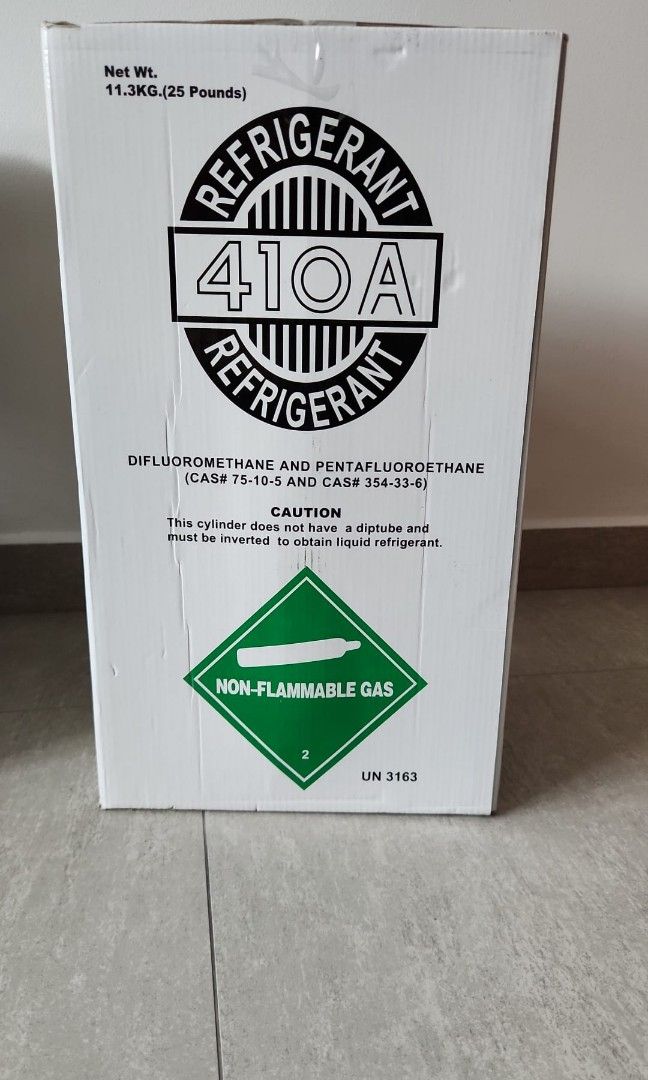 Net Wt.
11.3KG.(25 Pounds)
REFRIGERANT
410A
REFRIGERANT
DIFLUOROMETHANE AND PENTAFLUOROETHANE
(CAS# 75-10-5 AND CAS# 354-33-6)
CAUTION
This cylinder does not have a diptube and
must be inverted to obtain liquid refrigerant.
NON-FLAMMABLE GAS
2
UN 3163